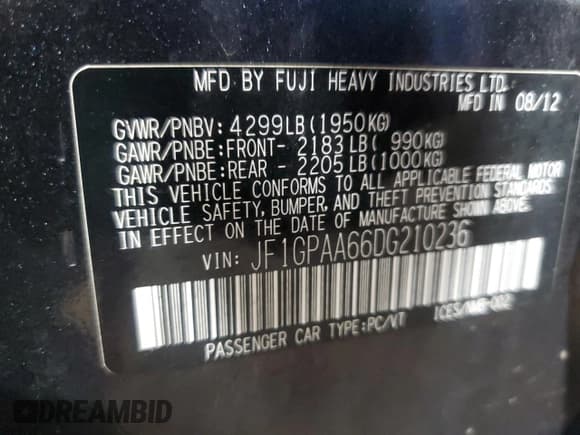 MFD BY FUJI HEAVY INDUSTRIES LTD.
MFD IN 08/12
GVWR/PNBV: 4299LB(1950KG)
GAWR/PNBE:FRONT- 2183LB( 990KG)
GAWR/PNBE:REAR - 2205LB(1000KG)
THIS VEHICLE CONFORMS TO ALL APPLICABLE FEDERAL MOTOR
VEHICLE SAFETY, BUMPER, AND THEFT PREVENTION STANDARDS
IN EFFECT ON THE DATE OF MANUFACTURE SHOWN ABOVE.
VIN: JF1GPAA66DG210236
PASSENGER CAR TYPE:PC/VT ICES/NMB-002
DREAMBID